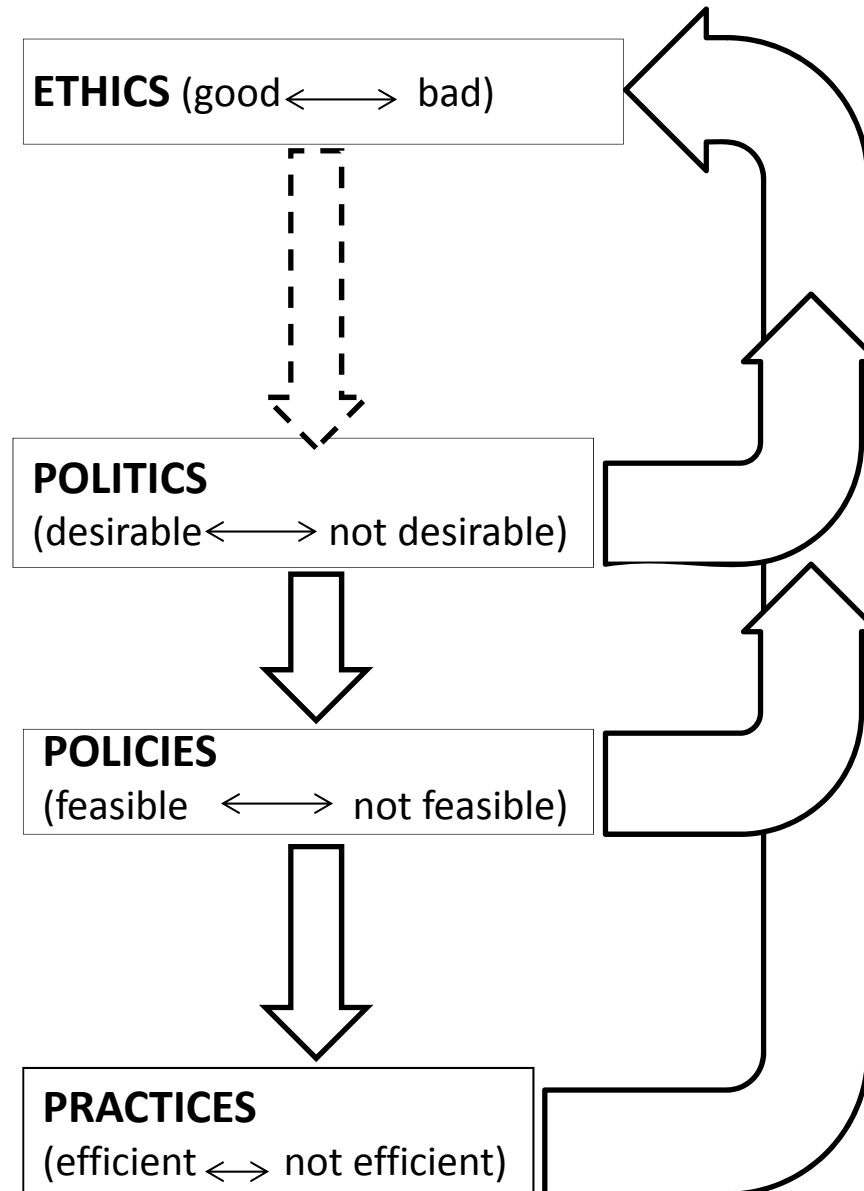 ETHICS (good ⟷ bad)
POLITICS
(desirable ⟷ not desirable)
POLICIES
(feasible ⟷ not feasible)
PRACTICES
(efficient ⟷ not efficient)